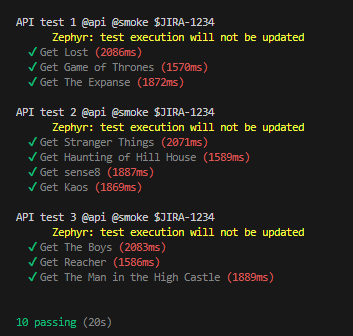 API test 1 @api @smoke $JIRA-1234
Zephyr: test execution will not be updated
✓ Get Lost (2086ms)
✓ Get Game of Thrones (1570ms)
✓ Get The Expanse (1872ms)
API test 2 @api @smoke $JIRA-1234
Zephyr: test execution will not be updated
✓ Get Stranger Things (2071ms)
✓ Get Haunting of Hill House (1589ms)
✓ Get sense8 (1887ms)
✓ Get Kaos (1869ms)
API test 3 @api @smoke $JIRA-1234
Zephyr: test execution will not be updated
✓ Get The Boys (2083ms)
✓ Get Reacher (1586ms)
✓ Get The Man in the High Castle (1889ms)
10 passing (20s)